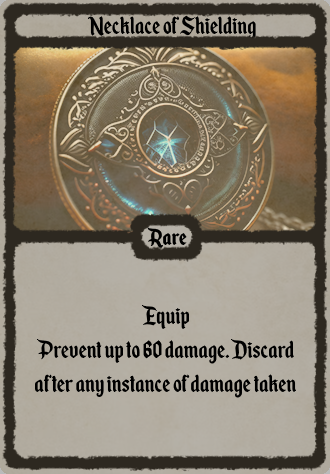 Necklace of Shielding
Rare
Equip
Prevent up to 60 damage. Discard
after any instance of damage taken